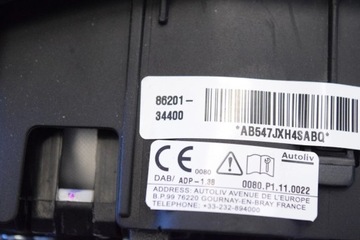 86201-
34400
*AB547JXH4SABQ*
CE 0080 Autoliv
DAB/ ADP-1.8B 0080.P1.11.0022
ADDRESS: AUTOLIV AVENUE DE L'EUROPE
B.P.99 76220 GOURNAY-EN-BRAY FRANCE
TELEPHONE: +33-232-894000